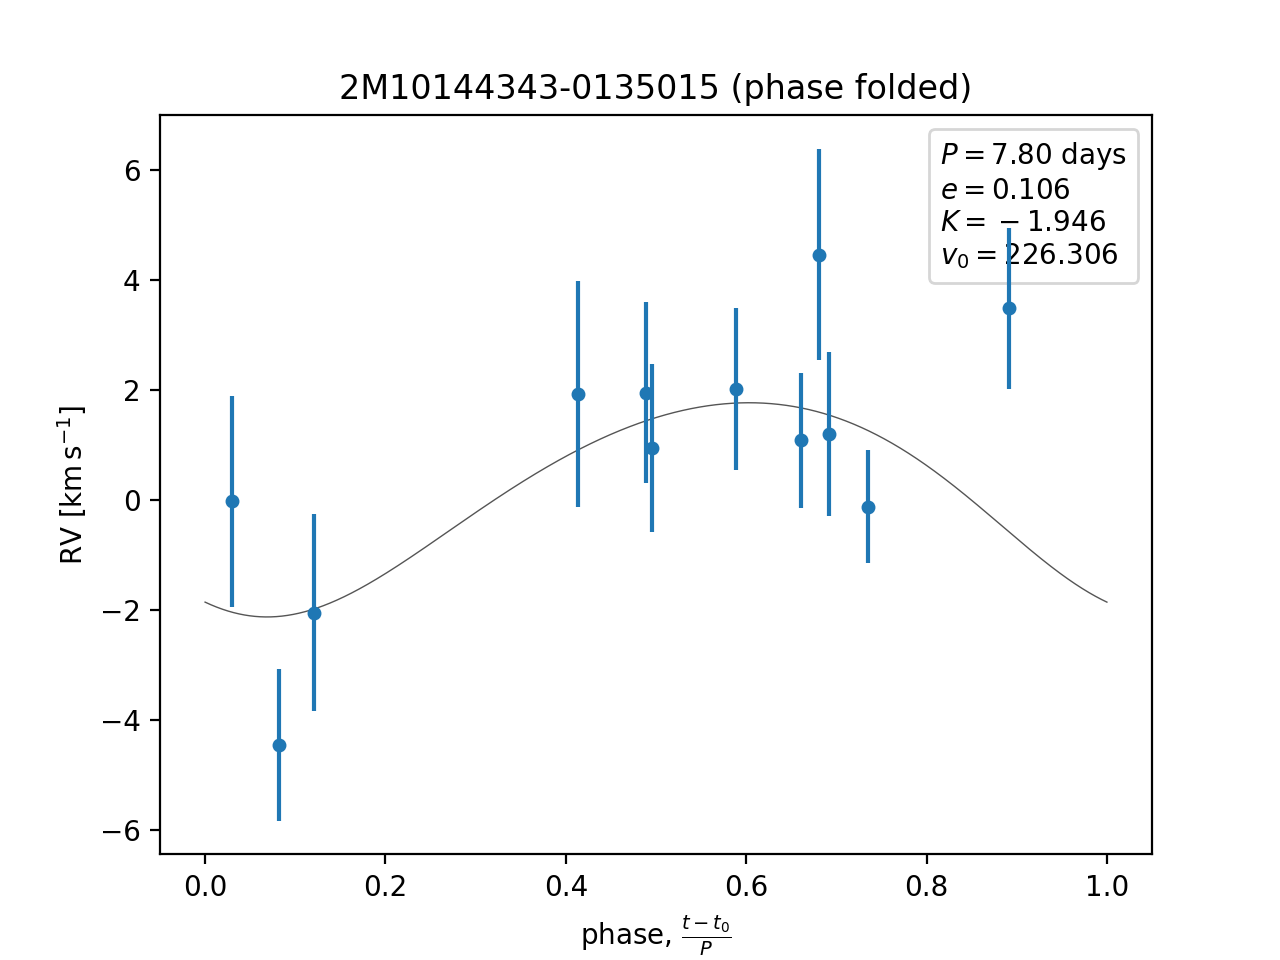 2M10144343-0135015 (phase folded)
P = 7.80 days
e = 0.106
K = −1.946
v₀ = 226.306
6
4
2
0
−2
−4
−6
RV [km s⁻¹]
0.0 0.2 0.4 0.6 0.8 1.0
phase, (t − t₀)/P